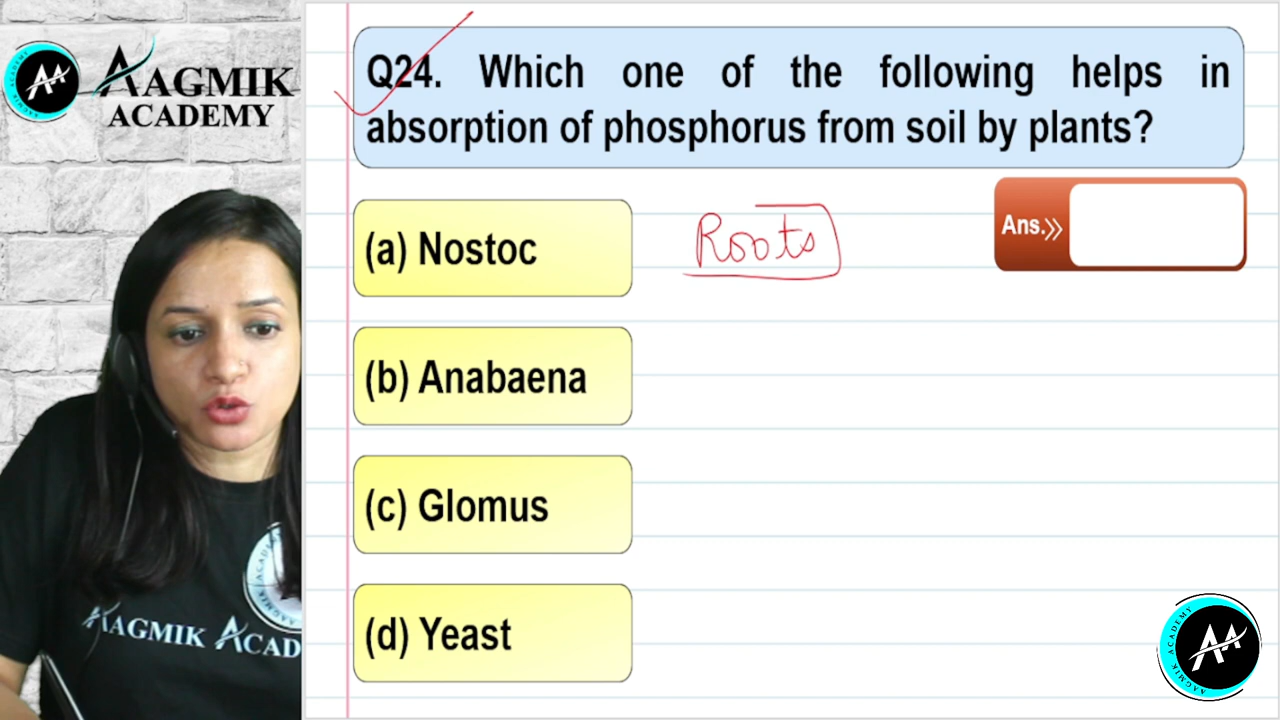 AAGMIK
ACADEMY
Q24. Which one of the following helps in
absorption of phosphorus from soil by plants?
Ans.
(a) Nostoc
Roots
(b) Anabaena
(c) Glomus
(d) Yeast
AAGMIK ACAD